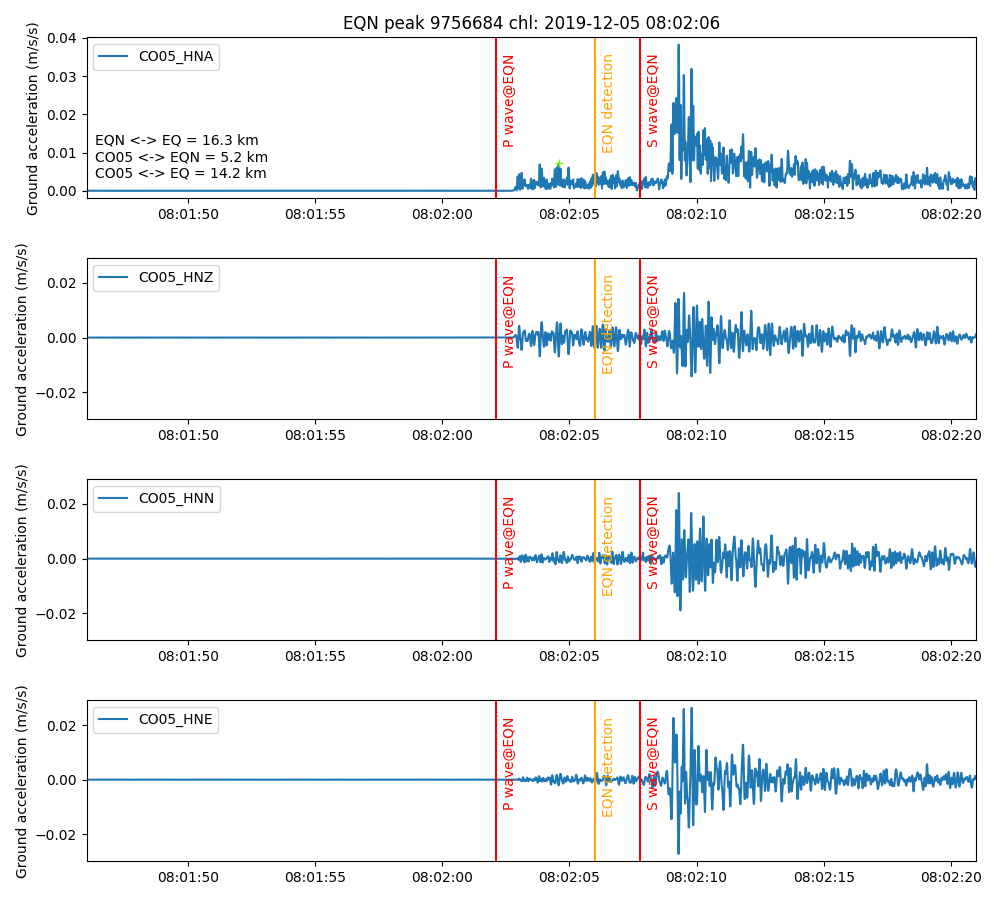 EQN peak 9756684 chl: 2019-12-05 08:02:06
Ground acceleration (m/s/s)
0.04
0.03
0.02
0.01
0.00
CO05_HNA
EQN <-> EQ = 16.3 km
CO05 <-> EQN = 5.2 km
CO05 <-> EQ = 14.2 km
P wave@EQN
EQN detection
S wave@EQN
08:01:50 08:01:55 08:02:00 08:02:05 08:02:10 08:02:15 08:02:20
Ground acceleration (m/s/s)
0.02
0.00
−0.02
CO05_HNZ
P wave@EQN
EQN detection
S wave@EQN
08:01:50 08:01:55 08:02:00 08:02:05 08:02:10 08:02:15 08:02:20
Ground acceleration (m/s/s)
0.02
0.00
−0.02
CO05_HNN
P wave@EQN
EQN detection
S wave@EQN
08:01:50 08:01:55 08:02:00 08:02:05 08:02:10 08:02:15 08:02:20
Ground acceleration (m/s/s)
0.02
0.00
−0.02
CO05_HNE
P wave@EQN
EQN detection
S wave@EQN
08:01:50 08:01:55 08:02:00 08:02:05 08:02:10 08:02:15 08:02:20